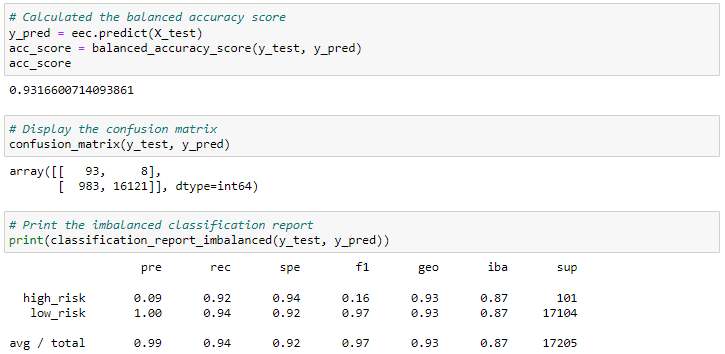 # Calculated the balanced accuracy score
y_pred = eec.predict(X_test)
acc_score = balanced_accuracy_score(y_test, y_pred)
acc_score
0.9316600714093861
# Display the confusion matrix
confusion_matrix(y_test, y_pred)
array([[   93,     8],
       [  983, 16121]], dtype=int64)
# Print the imbalanced classification report
print(classification_report_imbalanced(y_test, y_pred))
                   pre       rec       spe        f1       geo       iba       sup
  high_risk       0.09      0.92      0.94      0.16      0.93      0.87       101
   low_risk       1.00      0.94      0.92      0.97      0.93      0.87     17104
avg / total       0.99      0.94      0.92      0.97      0.93      0.87     17205